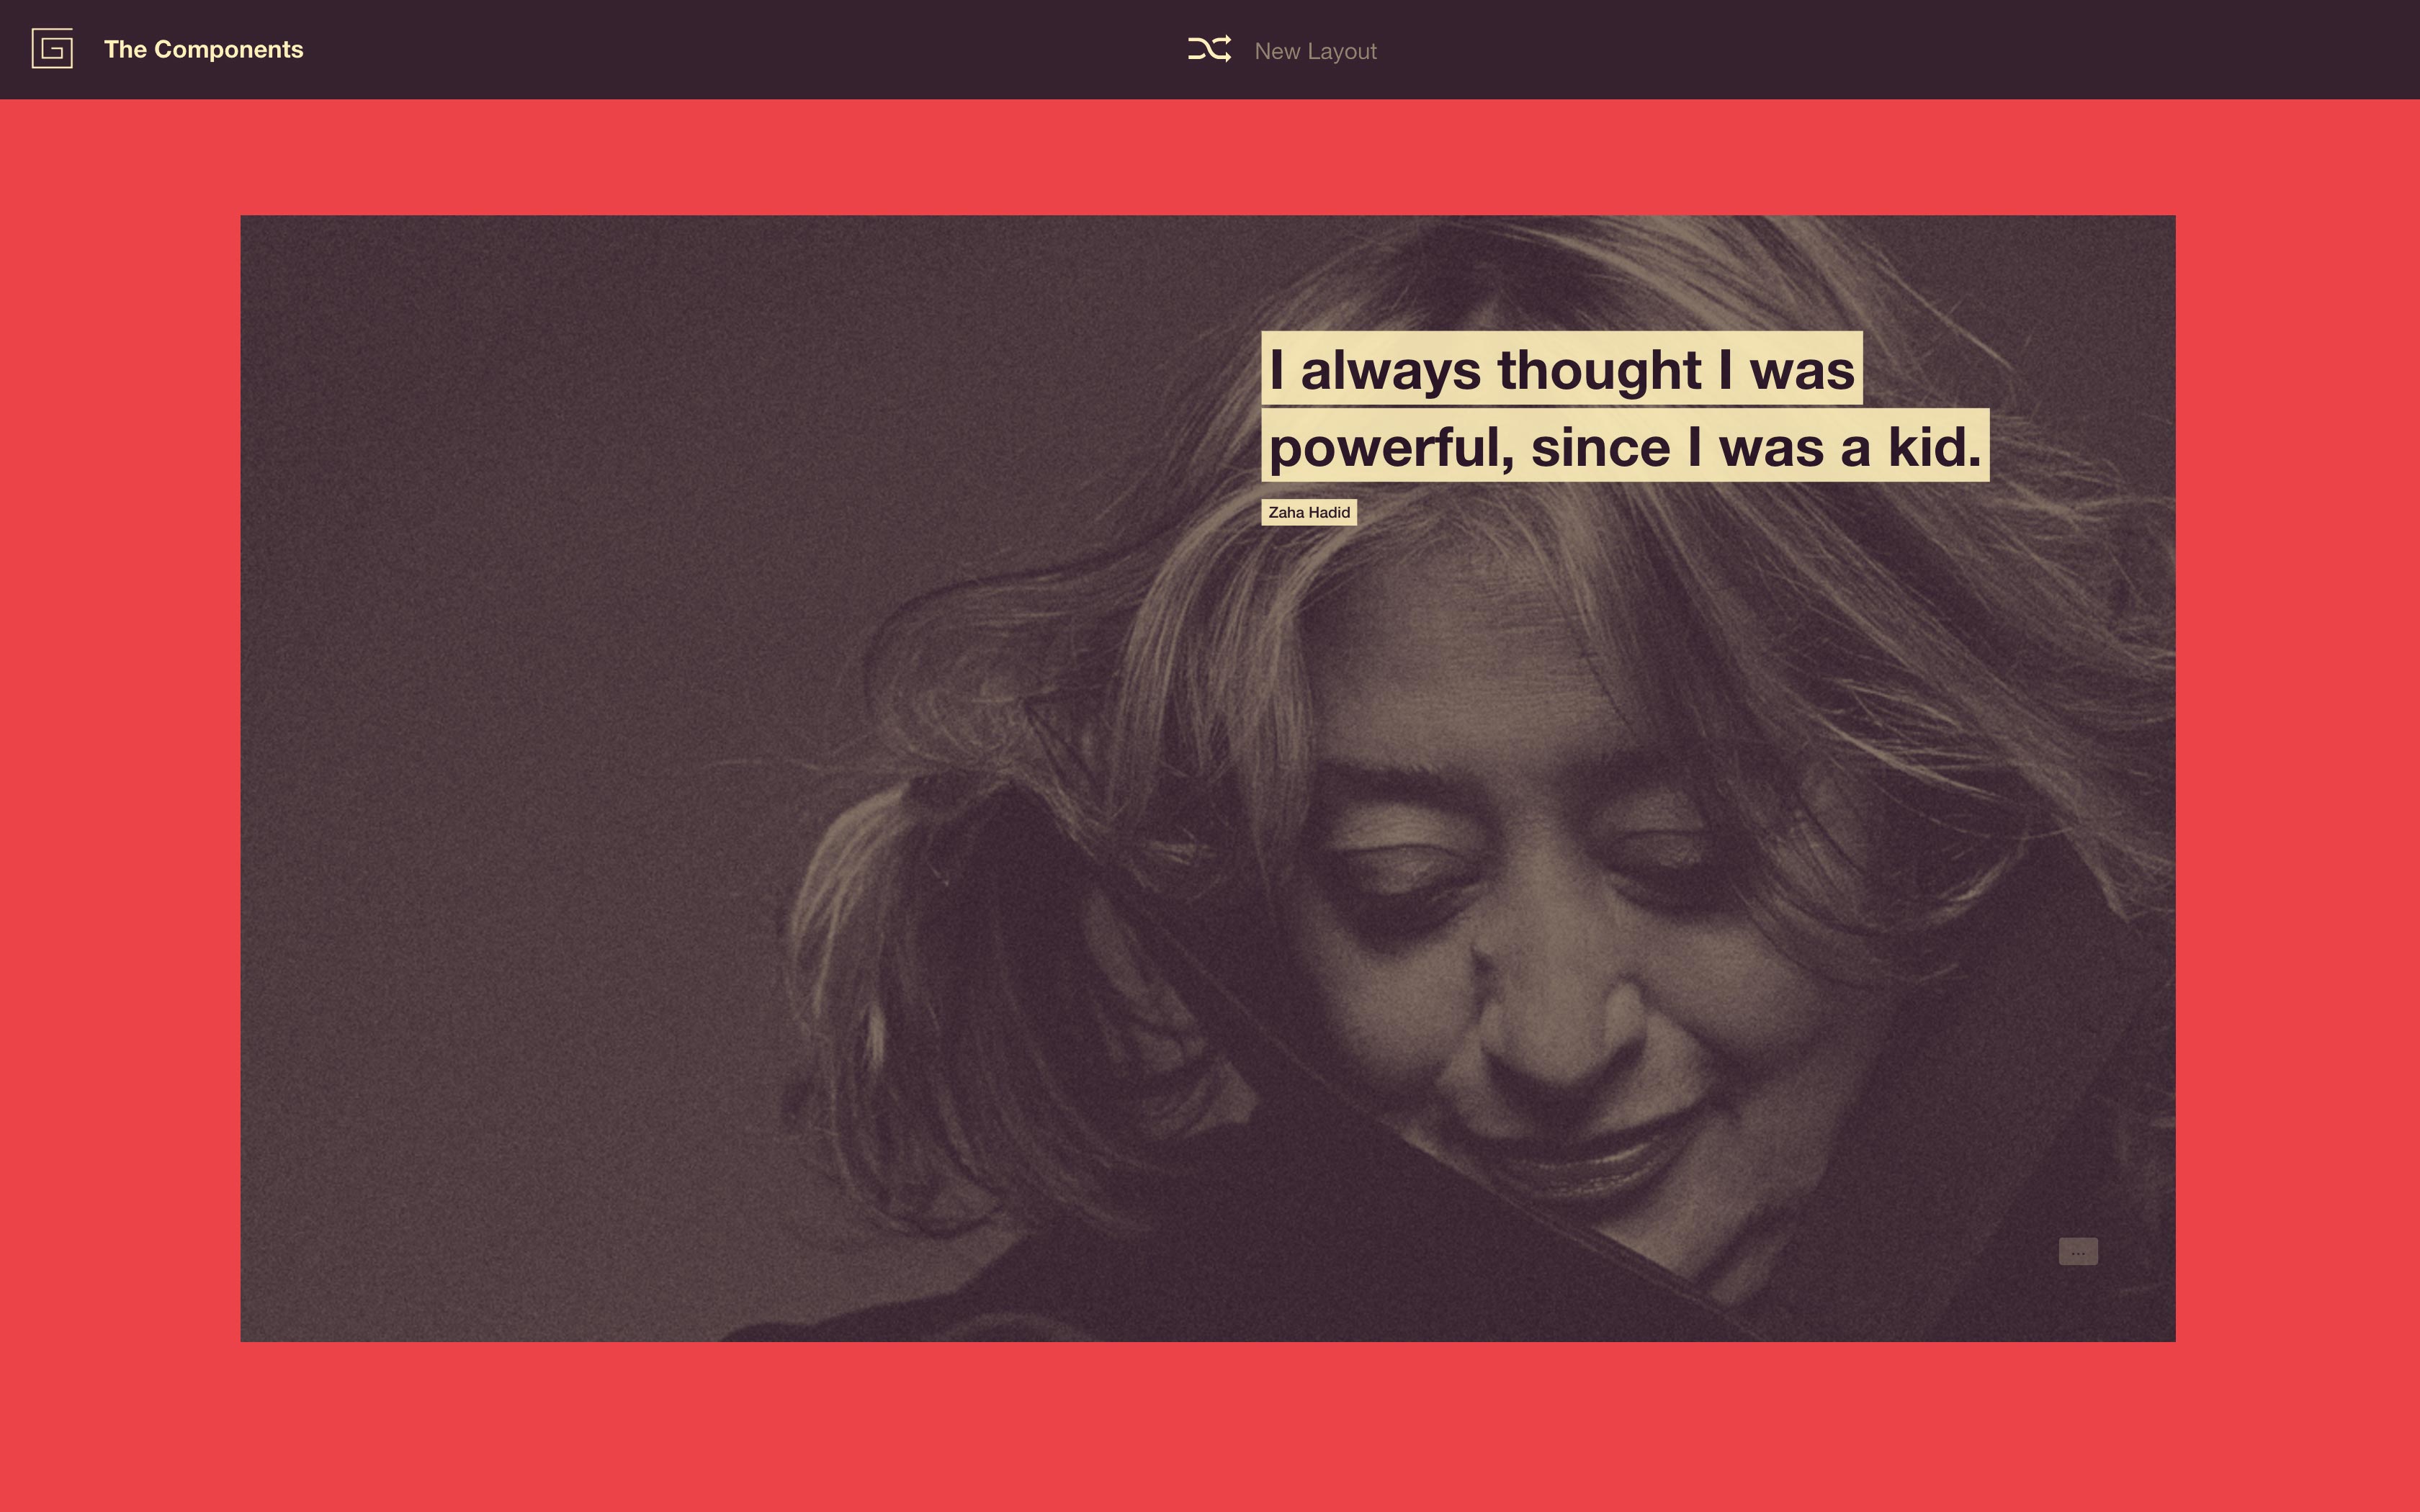 The Components
New Layout
I always thought I was
powerful, since I was a kid.
Zaha Hadid
...